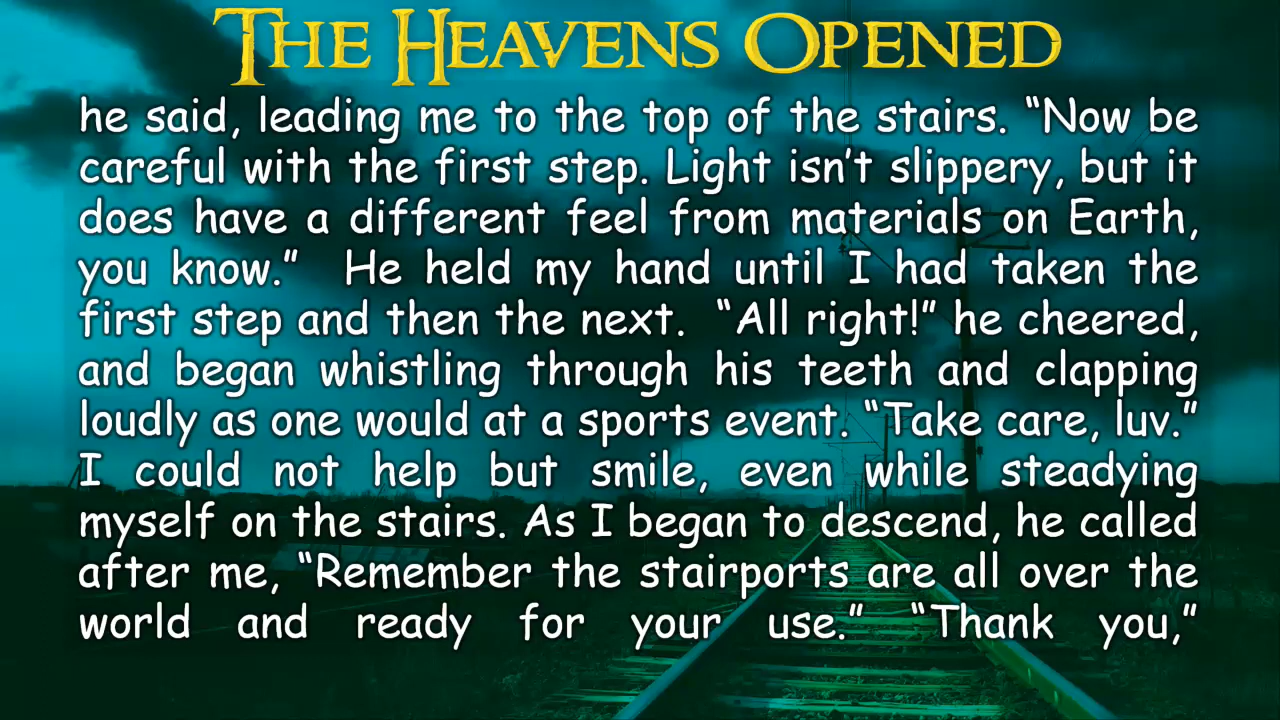 THE HEAVENS OPENED
he said, leading me to the top of the stairs. “Now be
careful with the first step. Light isn’t slippery, but it
does have a different feel from materials on Earth,
you know.” He held my hand until I had taken the
first step and then the next. “All right!” he cheered,
and began whistling through his teeth and clapping
loudly as one would at a sports event. “Take care, luv.”
I could not help but smile, even while steadying
myself on the stairs. As I began to descend, he called
after me, “Remember the stairports are all over the
world and ready for your use.” “Thank you,”